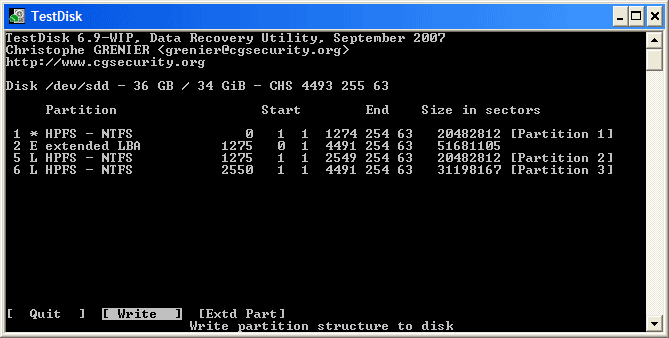 TestDisk
TestDisk 6.9-WIP, Data Recovery Utility, September 2007
Christophe GRENIER <grenier@cgsecurity.org>
http://www.cgsecurity.org
Disk /dev/sdd - 36 GB / 34 GiB - CHS 4493 255 63
Partition Start End Size in sectors
1 * HPFS - NTFS 0 1 1 1274 254 63 20482812 [Partition 1]
2 E extended LBA 1275 0 1 4491 254 63 51681105
5 L HPFS - NTFS 1275 1 1 2549 254 63 20482812 [Partition 2]
6 L HPFS - NTFS 2550 1 1 4491 254 63 31198167 [Partition 3]
[ Quit ] [ Write ] [Extd Part]
Write partition structure to disk